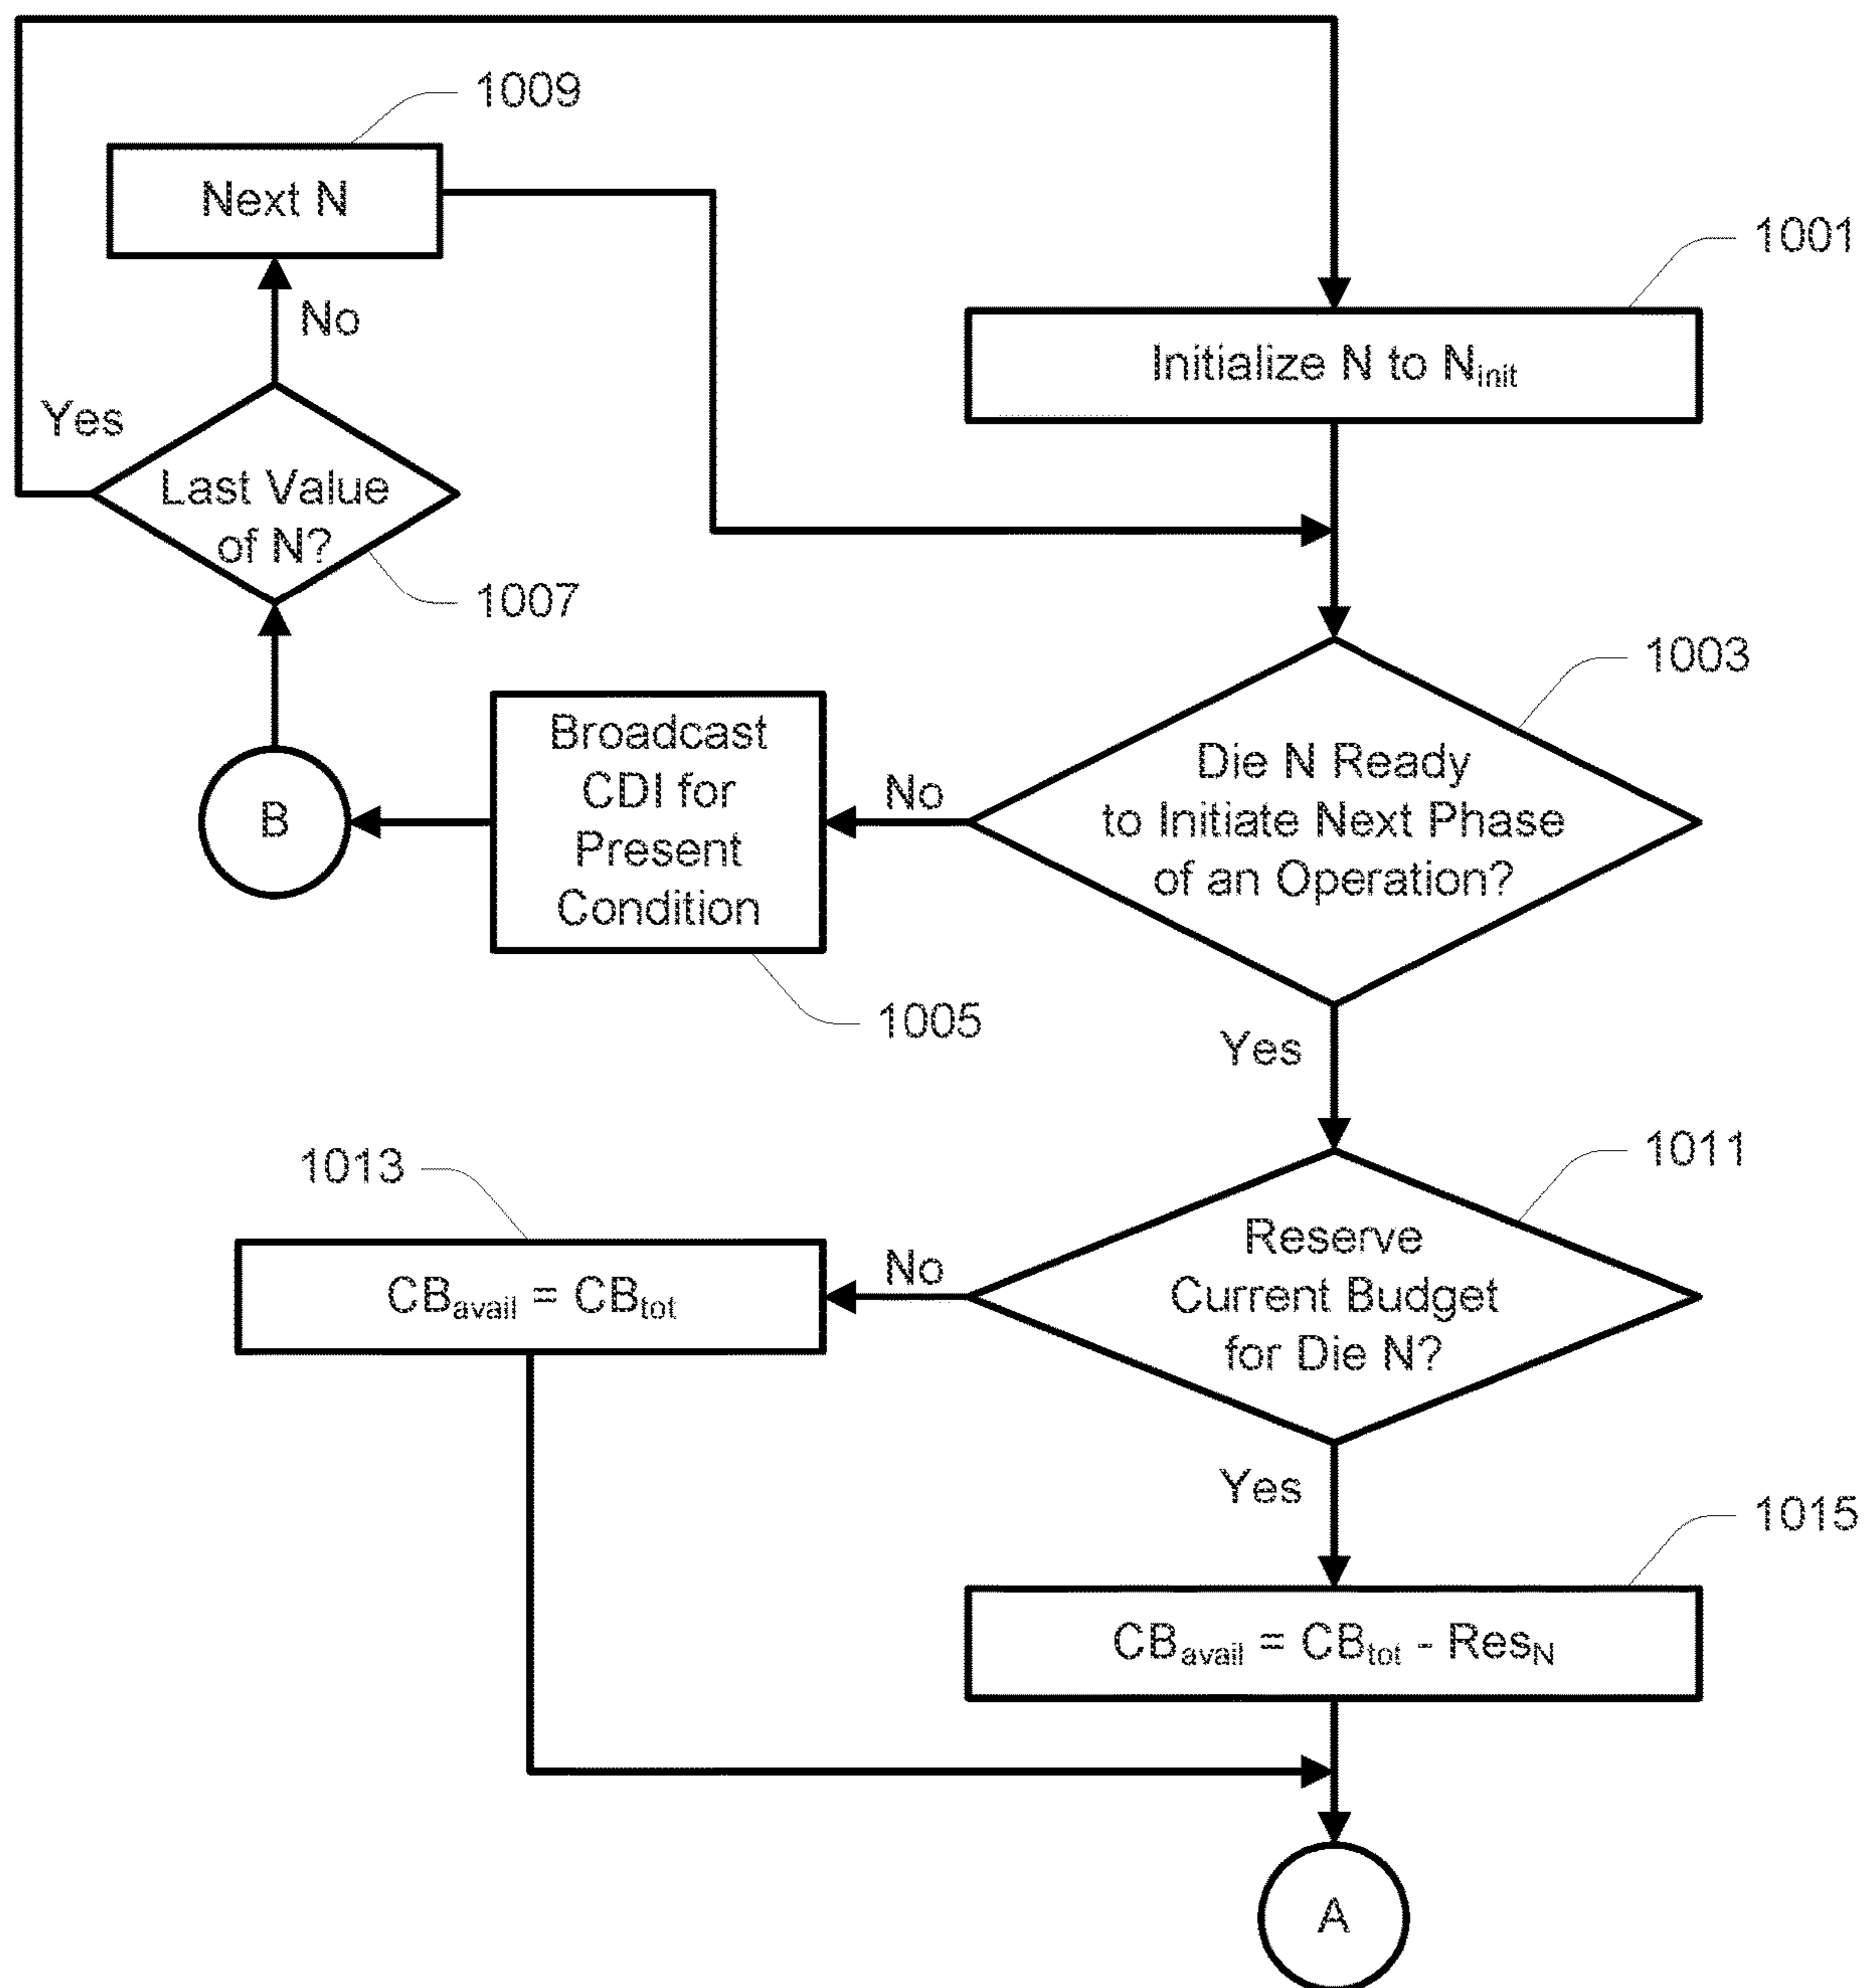 1009
Next N
1001
No
Initialize N to Ninit
Yes
Last Value
of N?
1007
1003
Broadcast
CDI for
Present
Condition
No
Die N Ready
to Initiate Next Phase
of an Operation?
B
1005
Yes
1013
1011
CBavail = CBtot
No
Reserve
Current Budget
for Die N?
Yes
1015
CBavail = CBtot - ResN
A